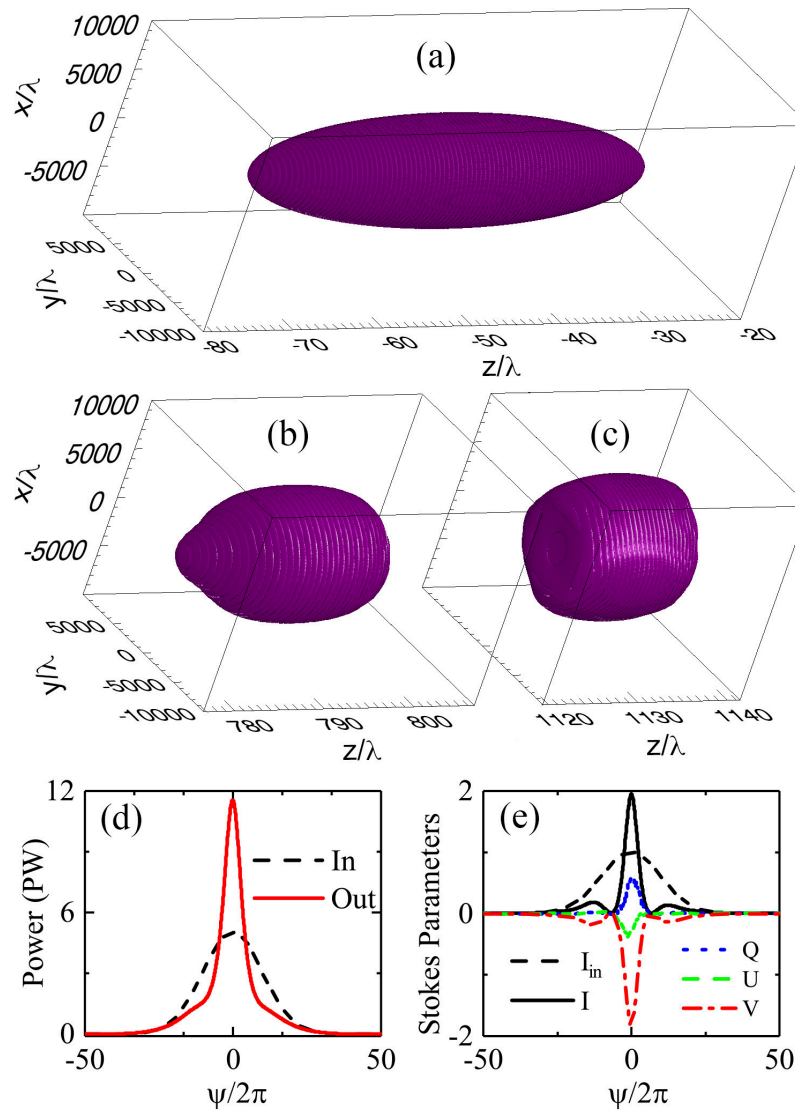 (a)
10000
5000
0
-5000
x/λ
5000
0
-5000
-10000
y/λ
-80
-70
-60
-50
-40
-30
-20
z/λ
(b)
10000
5000
0
-5000
x/λ
5000
0
-5000
-10000
y/λ
780
790
800
z/λ
(c)
1120
1130
1140
z/λ
(d)
12
6
0
Power (PW)
In
Out
-50
0
50
ψ/2π
(e)
2
0
-2
Stokes Parameters
I_in
I
Q
U
V
-50
0
50
ψ/2π